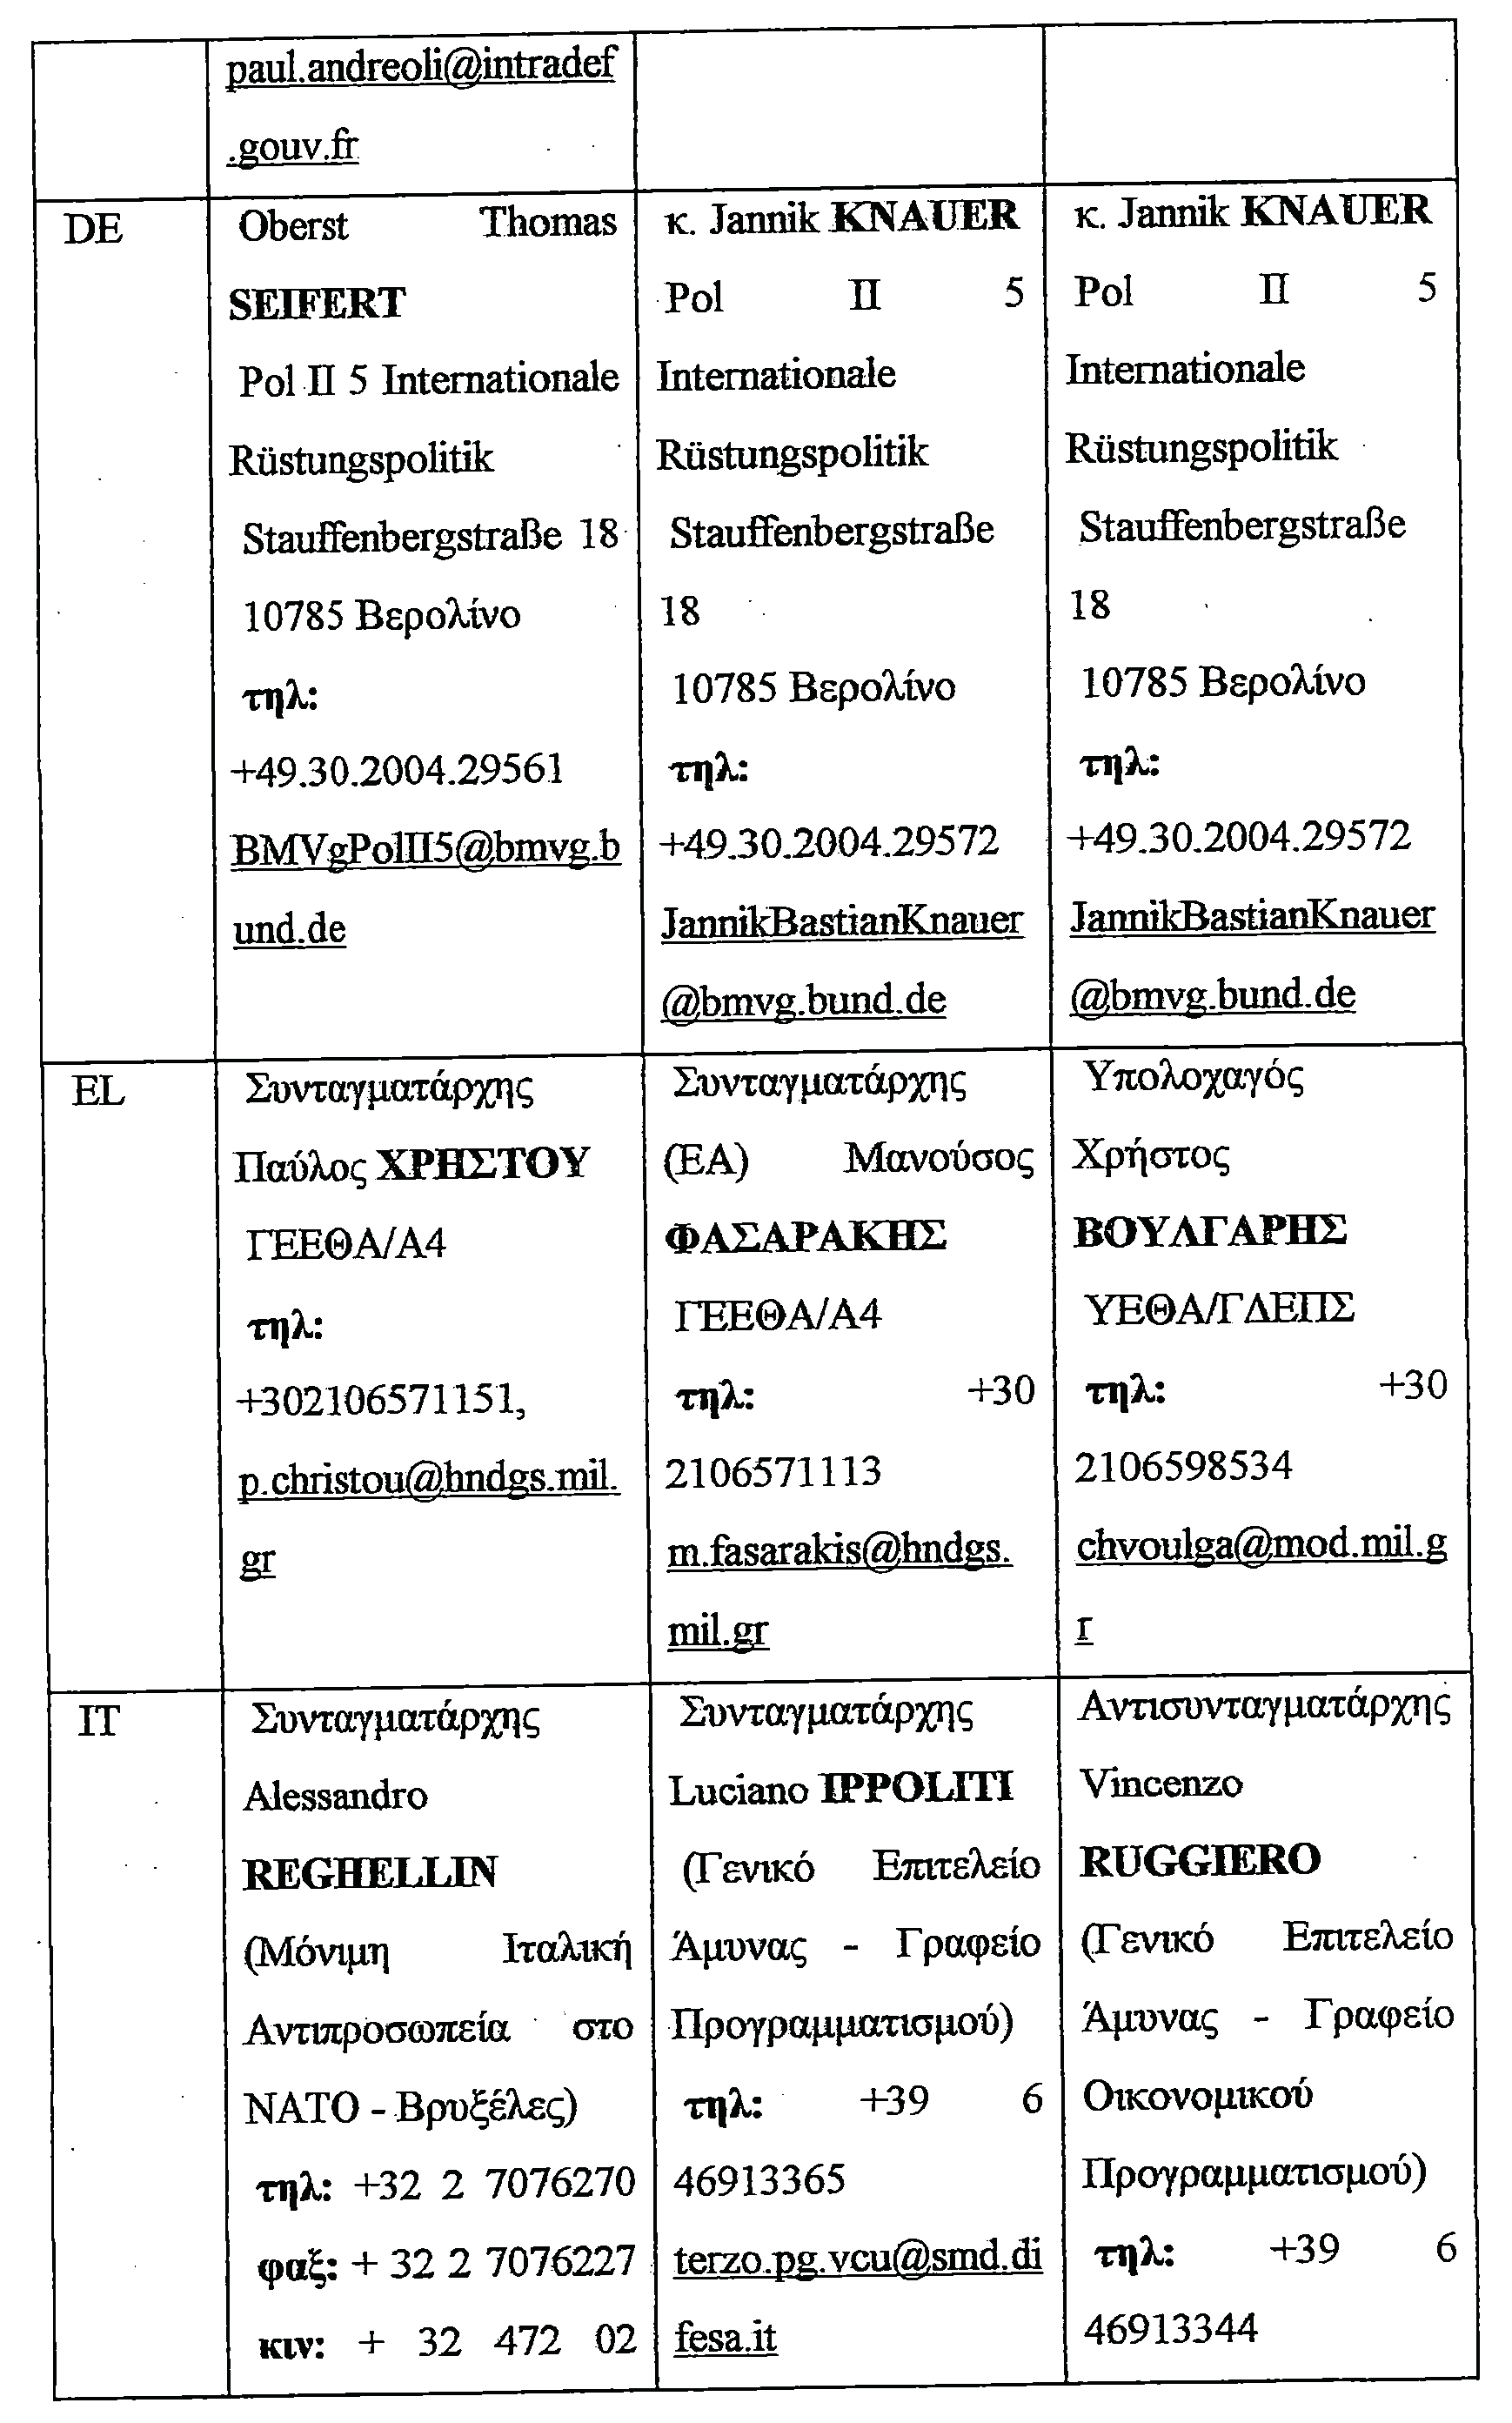 paul.andreoli@intradef
.gouv.fr
DE
Oberst Thomas
SEIFERT
Pol II 5 Internationale
Rüstungspolitik
Stauffenbergstraße 18
10785 Βερολίνο
τηλ:
+49.30.2004.29561
BMVgPolII5@bmvg.b
und.de
κ. Jannik KNAUER
Pol II 5
Internationale
Rüstungspolitik
Stauffenbergstraße
18
10785 Βερολίνο
τηλ:
+49.30.2004.29572
JannikBastianKnauer
@bmvg.bund.de
κ. Jannik KNAUER
Pol II 5
Internationale
Rüstungspolitik
Stauffenbergstraße
18
10785 Βερολίνο
τηλ:
+49.30.2004.29572
JannikBastianKnauer
@bmvg.bund.de
EL
Συνταγματάρχης
Παύλος ΧΡΗΣΤΟΥ
ΓΕΕΘΑ/Α4
τηλ:
+302106571151,
p.christou@hndgs.mil.
gr
Συνταγματάρχης
(ΕΑ) Μανούσος
ΦΑΣΑΡΑΚΗΣ
ΓΕΕΘΑ/Α4
τηλ: +30
2106571113
m.fasarakis@hndgs.
mil.gr
Υπολοχαγός
Χρήστος
ΒΟΥΛΓΑΡΗΣ
ΥΕΘΑ/ΓΔΕΠΣ
τηλ: +30
2106598534
chvoulga@mod.mil.g
r
IT
Συνταγματάρχης
Alessandro
REGHELLIN
(Μόνιμη Ιταλική
Αντιπροσωπεία στο
ΝΑΤΟ - Βρυξέλες)
τηλ: +32 2 7076270
φαξ: + 32 2 7076227
κιν: + 32 472 02
Συνταγματάρχης
Luciano IPPOLITI
(Γενικό Επιτελείο
Άμυνας - Γραφείο
Προγραμματισμού)
τηλ: +39 6
46913365
terzo.pg.vcu@smd.di
fesa.it
Αντισυνταγματάρχης
Vincenzo
RUGGIERO
(Γενικό Επιτελείο
Άμυνας - Γραφείο
Οικονομικού
Προγραμματισμού)
τηλ: +39 6
46913344